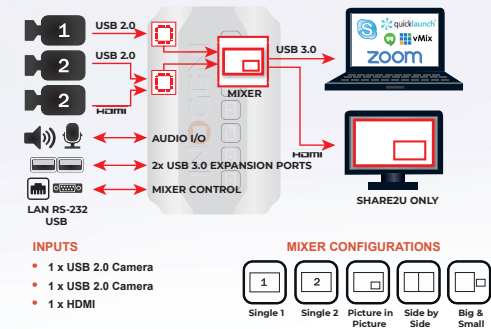 1
USB 2.0
2
USB 2.0
2
HDMI
USB 3.0
MIXER
HDMI
quicklaunch
vMix
zoom
AUDIO I/O
2x USB 3.0 EXPANSION PORTS
MIXER CONTROL
LAN RS-232
USB
SHARE2U ONLY
INPUTS
• 1 x USB 2.0 Camera
• 1 x USB 2.0 Camera
• 1 x HDMI
MIXER CONFIGURATIONS
1
2
Single 1
Single 2
Picture in
Picture
Side by
Side
Big &
Small